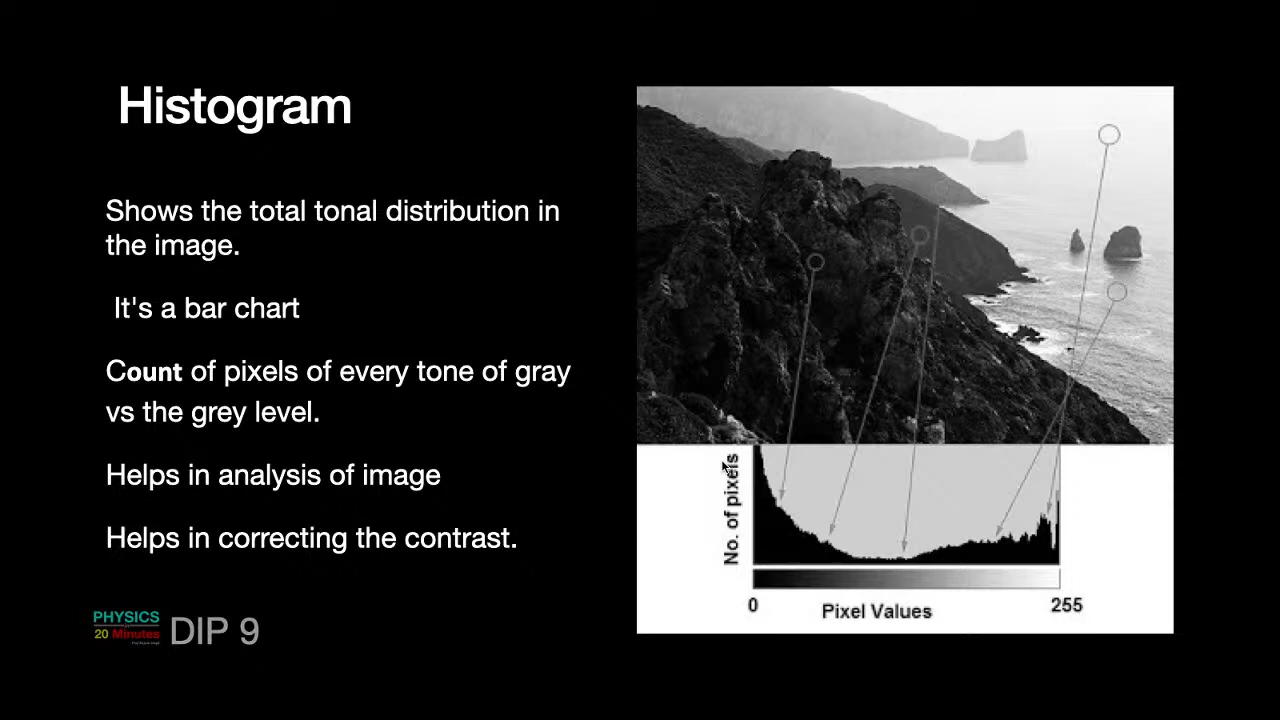 Histogram
Shows the total tonal distribution in
the image.
It's a bar chart
Count of pixels of every tone of gray
vs the grey level.
Helps in analysis of image
Helps in correcting the contrast.
PHYSICS
20 Minutes
DIP 9
No. of pixels
0
255
Pixel Values